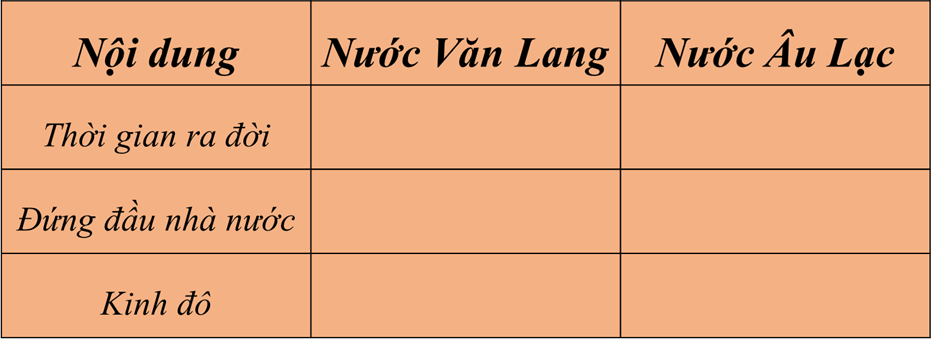 Nội dung Nước Văn Lang Nước Âu Lạc
Thời gian ra đời
Đứng đầu nhà nước
Kinh đô